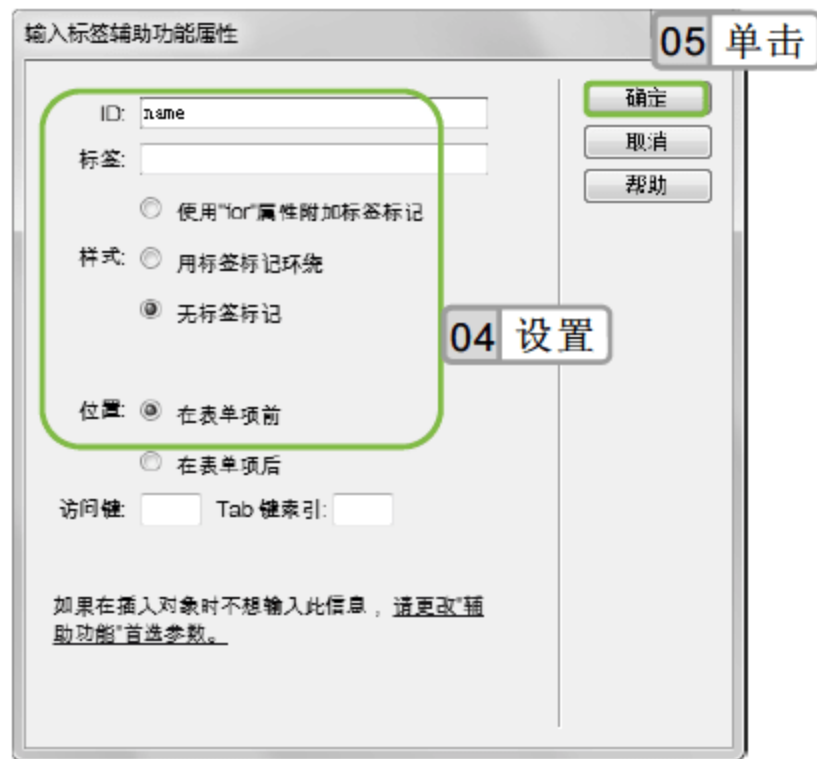 输入标签辅助功能属性
05 单击
ID: name
确定
标签:
取消
帮助
使用"for"属性附加标签标记
样式: 用标签标记环绕
无标签标记
04 设置
位置: 在表单项前
在表单项后
访问键: Tab 键索引:
如果在插入对象时不想输入此信息，请更改"辅
助功能"首选参数。